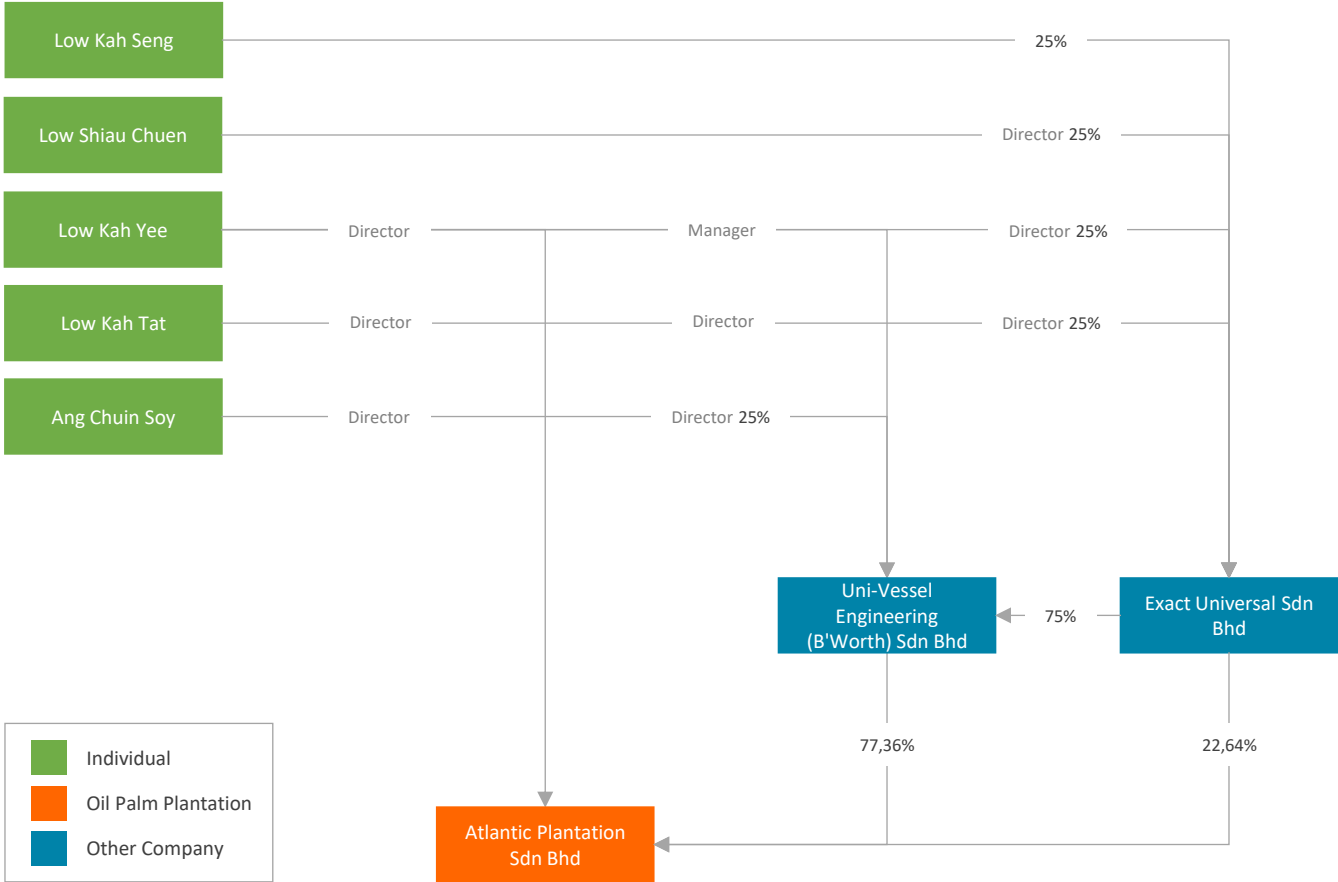 Low Kah Seng
25%
Low Shiau Chuen
Director 25%
Low Kah Yee
Director
Manager
Director 25%
Low Kah Tat
Director
Director
Director 25%
Ang Chuin Soy
Director
Director 25%
Uni-Vessel
Engineering
(B'Worth) Sdn Bhd
75%
Exact Universal Sdn
Bhd
77,36%
22,64%
Individual
Oil Palm Plantation
Other Company
Atlantic Plantation
Sdn Bhd